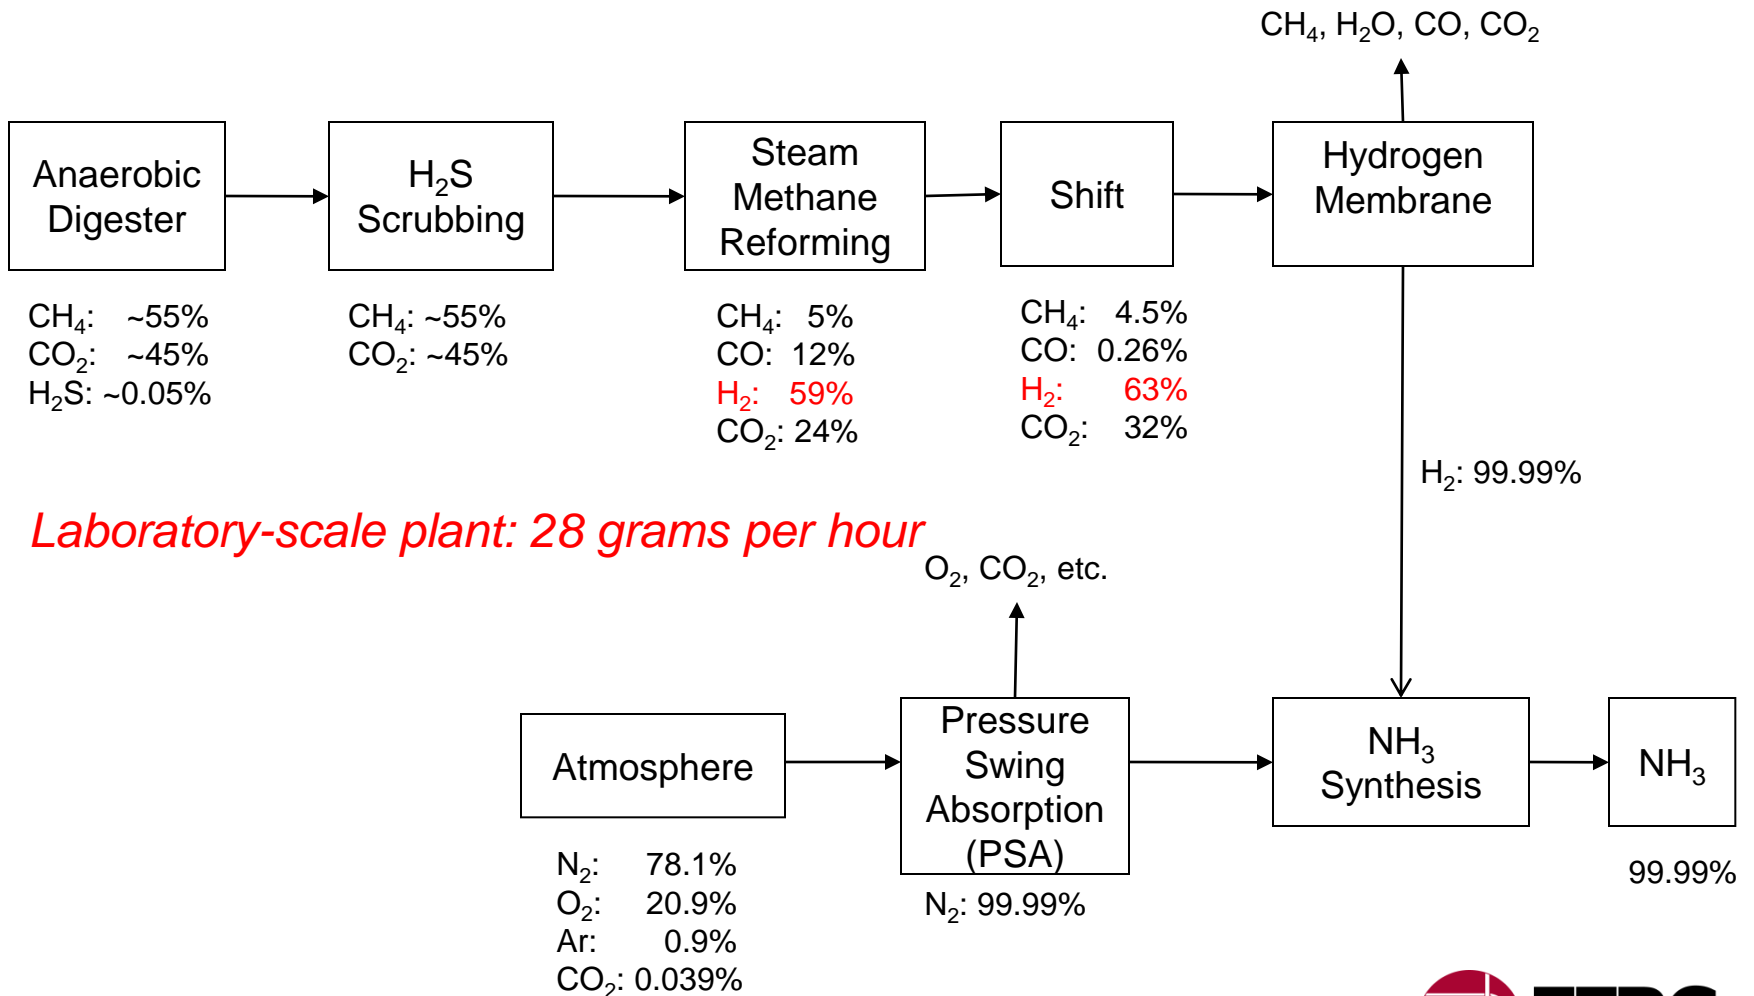 CH₄, H₂O, CO, CO₂
Anaerobic
Digester
H₂S
Scrubbing
Steam
Methane
Reforming
Shift
Hydrogen
Membrane
CH₄: ~55%
CO₂: ~45%
H₂S: ~0.05%
CH₄: ~55%
CO₂: ~45%
CH₄: 5%
CO: 12%
H₂: 59%
CO₂: 24%
CH₄: 4.5%
CO: 0.26%
H₂: 63%
CO₂: 32%
H₂: 99.99%
Laboratory-scale plant: 28 grams per hour
O₂, CO₂, etc.
Atmosphere
Pressure
Swing
Absorption
(PSA)
NH₃
Synthesis
NH₃
N₂: 78.1%
O₂: 20.9%
Ar: 0.9%
CO₂: 0.039%
N₂: 99.99%
99.99%